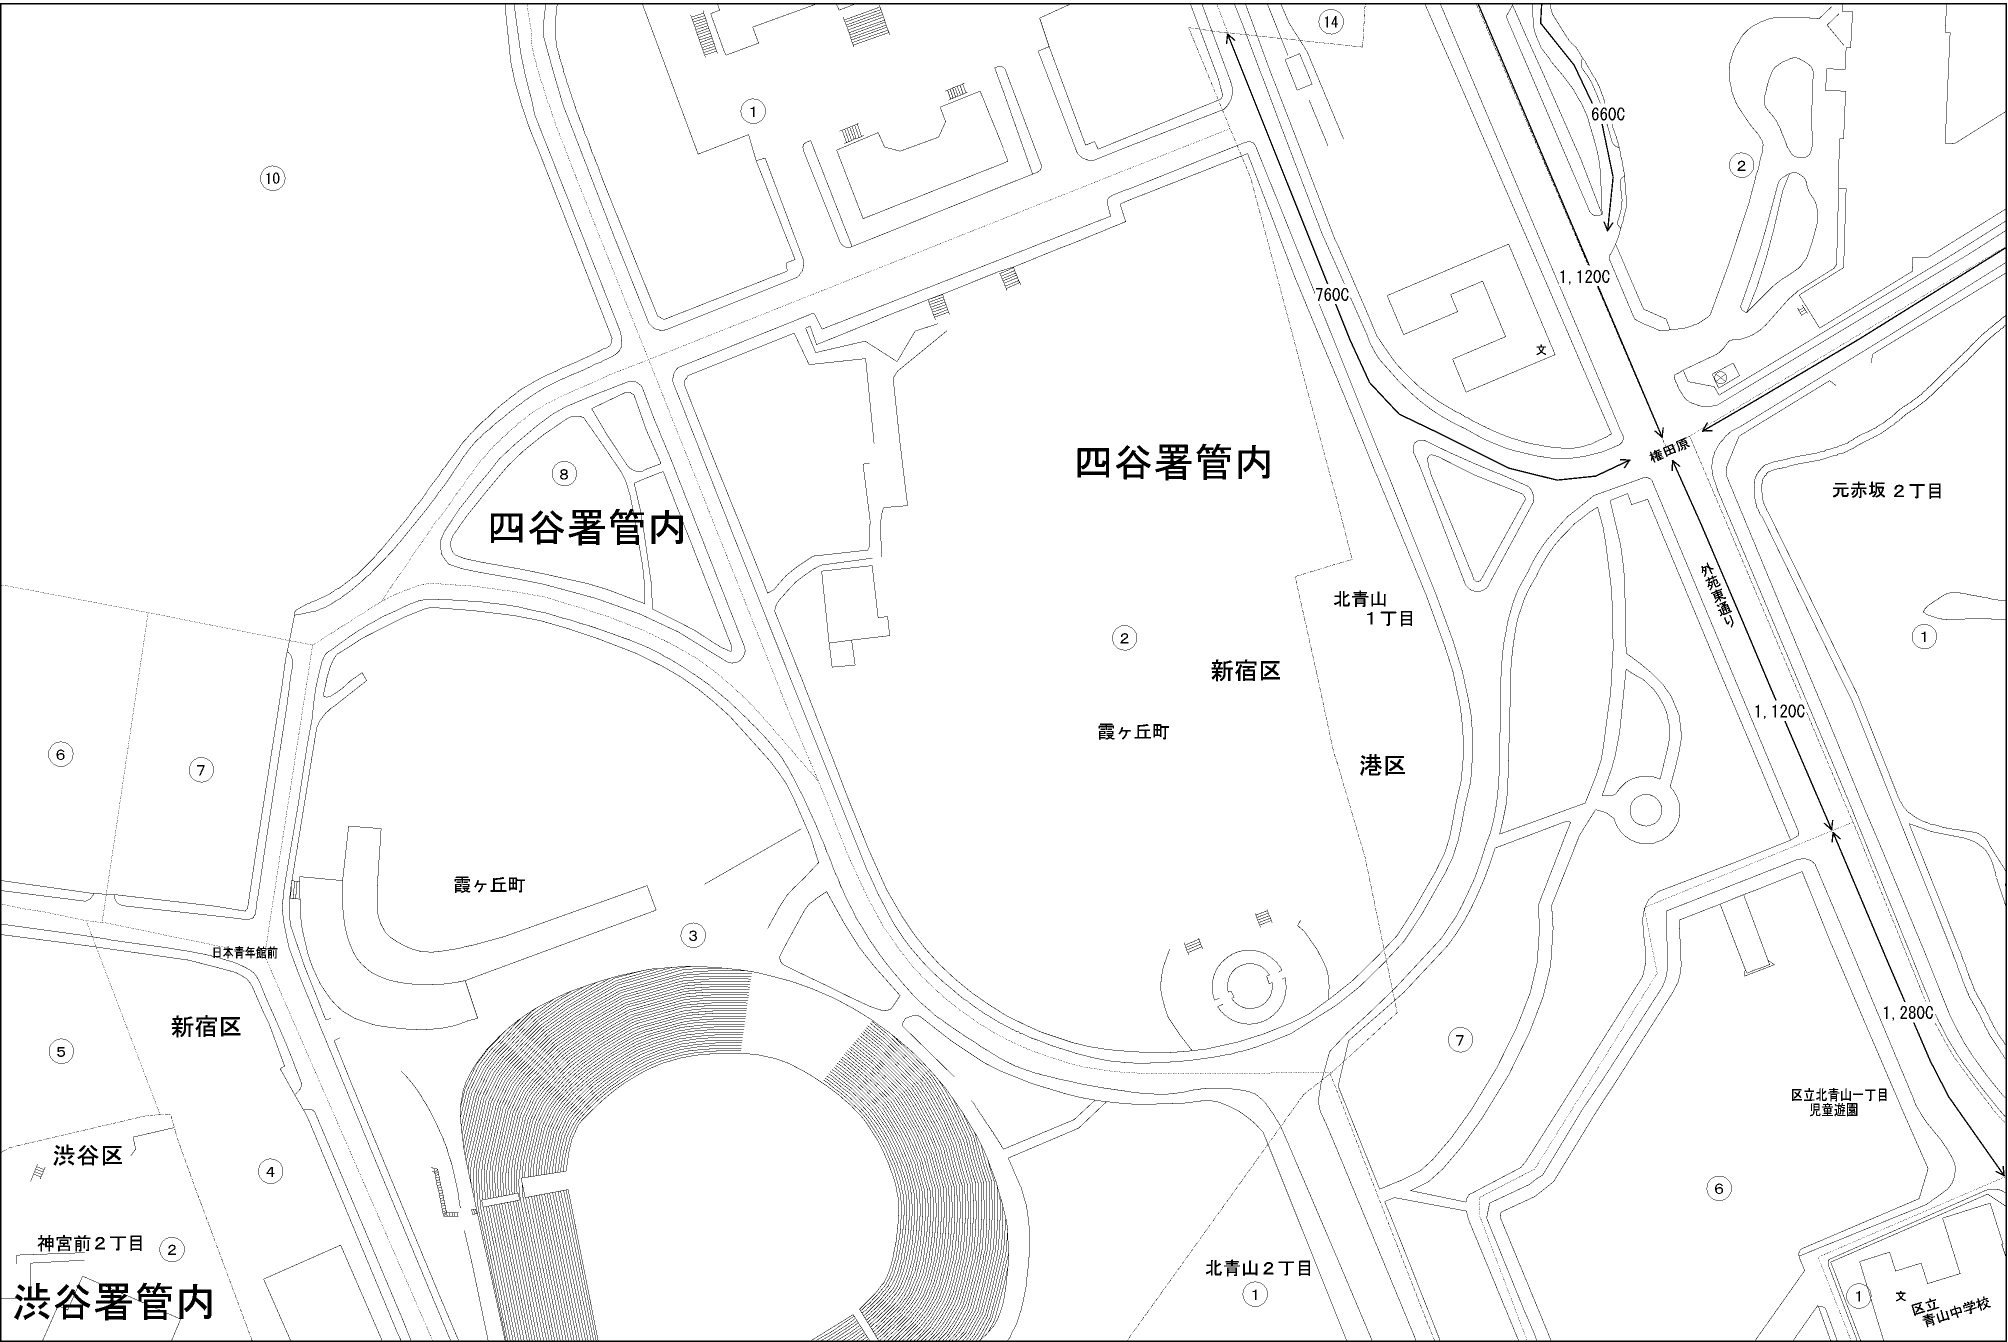 14
1
10
660C
2
760C
1,120C
文
権田原
四谷署管内
8
四谷署管内
元赤坂 2丁目
外苑東通り
北青山
1丁目
2
1
新宿区
霞ヶ丘町
港区
1,120C
6
7
霞ヶ丘町
3
日本青年館前
新宿区
5
1,280C
7
区立北青山一丁目
児童遊園
渋谷区
4
6
神宮前2丁目
2
渋谷署管内
北青山2丁目
1
1
文
区立
青山中学校